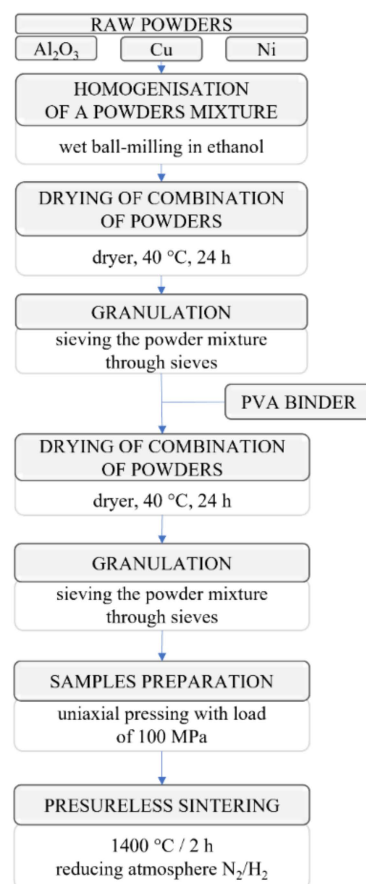 RAW POWDERS
Al₂O₃ Cu Ni
HOMOGENISATION
OF A POWDERS MIXTURE
wet ball-milling in ethanol
DRYING OF COMBINATION
OF POWDERS
dryer, 40 °C, 24 h
GRANULATION
sieving the powder mixture
through sieves
PVA BINDER
DRYING OF COMBINATION
OF POWDERS
dryer, 40 °C, 24 h
GRANULATION
sieving the powder mixture
through sieves
SAMPLES PREPARATION
uniaxial pressing with load
of 100 MPa
PRESURELESS SINTERING
1400 °C / 2 h
reducing atmosphere N₂/H₂